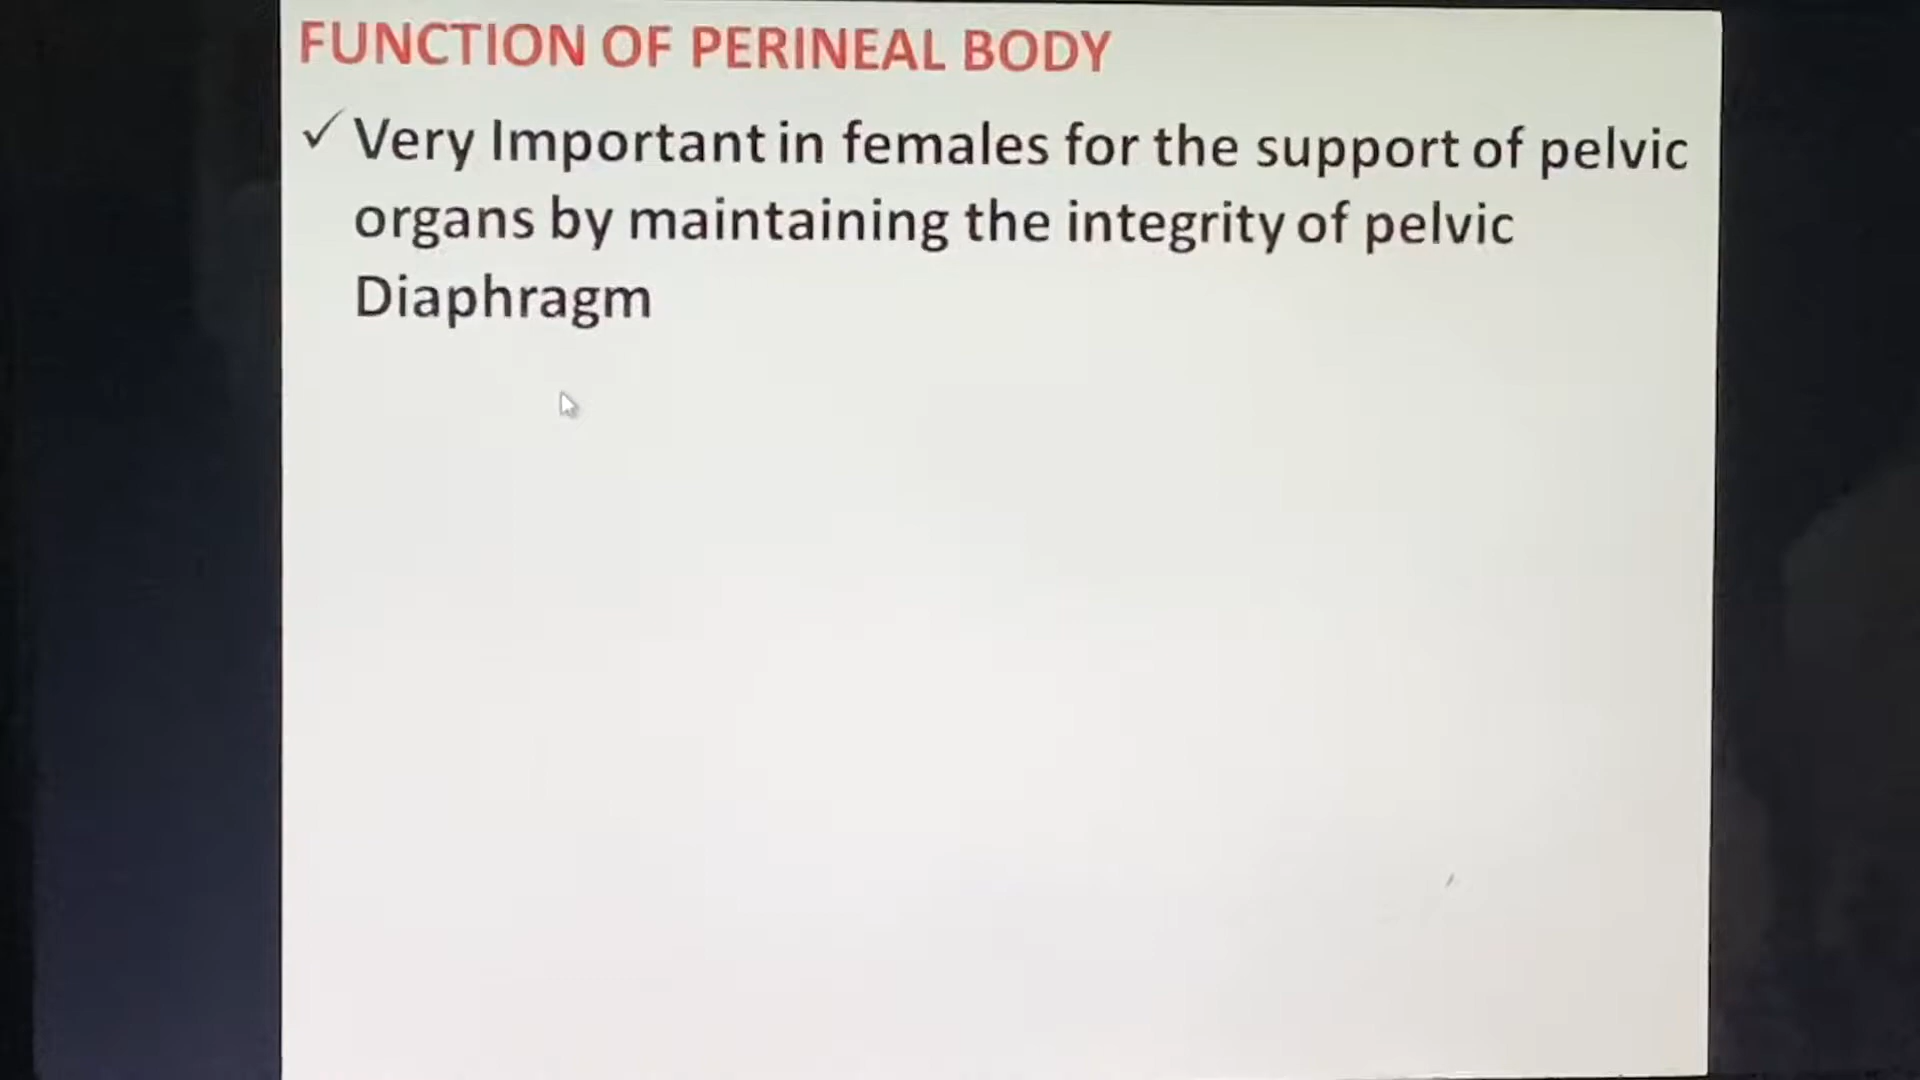 FUNCTION OF PERINEAL BODY
✓ Very Important in females for the support of pelvic
organs by maintaining the integrity of pelvic
Diaphragm